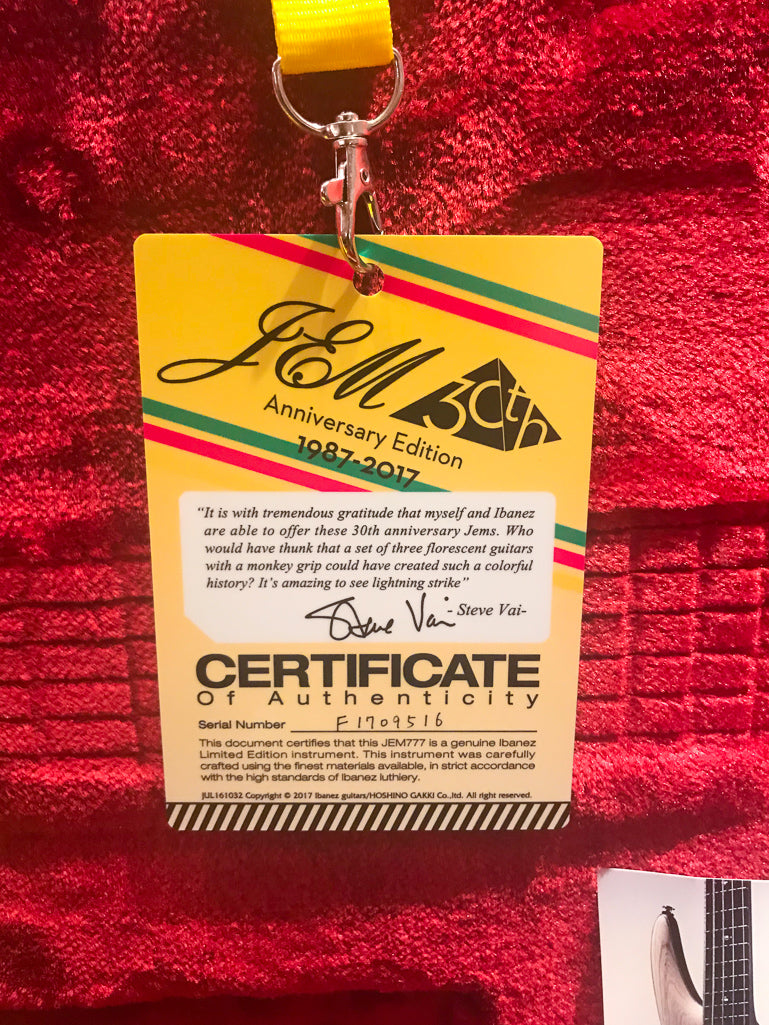 JEM 30th
Anniversary Edition
1987-2017
"It is with tremendous gratitude that myself and Ibanez
are able to offer these 30th anniversary Jems. Who
would have thunk that a set of three florescent guitars
with a monkey grip could have created such a colorful
history? It's amazing to see lightning strike"
Steve Vai - Steve Vai-
CERTIFICATE
Of Authenticity
Serial Number F1709516
This document certifies that this JEM777 is a genuine Ibanez
Limited Edition instrument. This instrument was carefully
crafted using the finest materials available, in strict accordance
with the high standards of Ibanez luthiery.
JUL161032 Copyright © 2017 Ibanez guitars/HOSHINO GAKKI Co.,ltd. All right reserved.